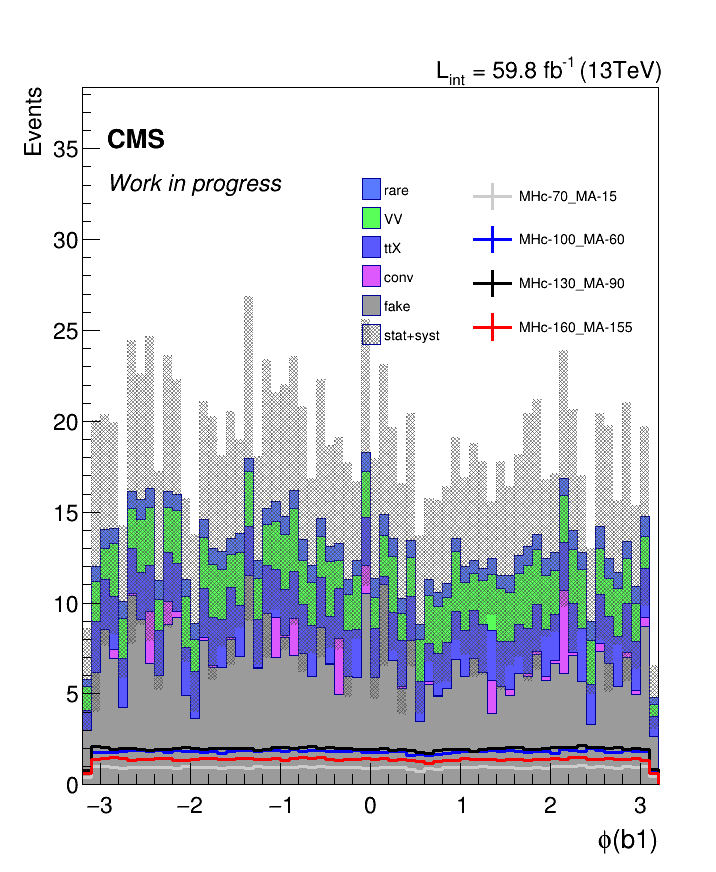 L_int = 59.8 fb^-1 (13TeV)
Events
CMS
Work in progress
rare
VV
ttX
conv
fake
stat+syst
MHc-70_MA-15
MHc-100_MA-60
MHc-130_MA-90
MHc-160_MA-155
35
30
25
20
15
10
5
0
−3 −2 −1 0 1 2 3
ϕ(b1)